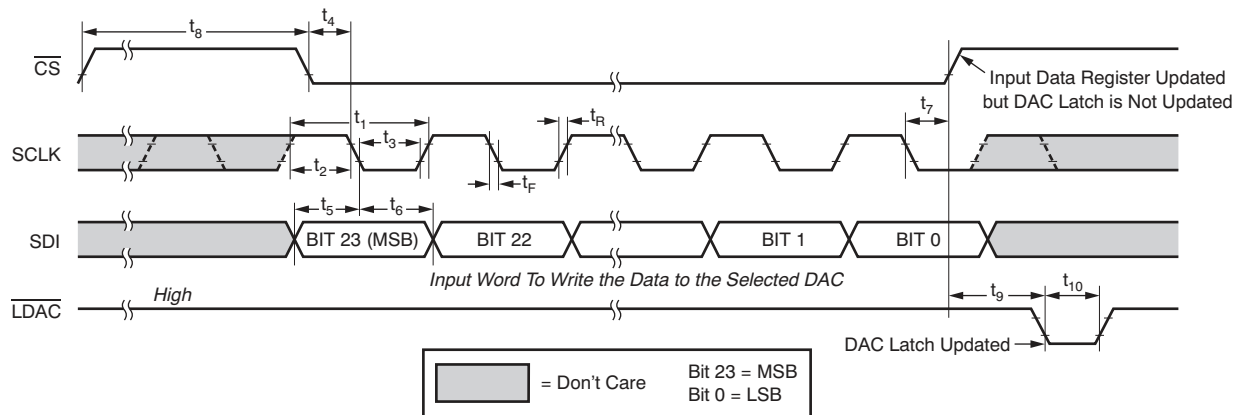 t8
t4
CS
Input Data Register Updated
but DAC Latch is Not Updated
t7
t1
tR
t3
SCLK
t2
tF
t5
t6
SDI
BIT 23 (MSB)
BIT 22
BIT 1
BIT 0
Input Word To Write the Data to the Selected DAC
High
t9
t10
LDAC
DAC Latch Updated
= Don't Care
Bit 23 = MSB
Bit 0 = LSB